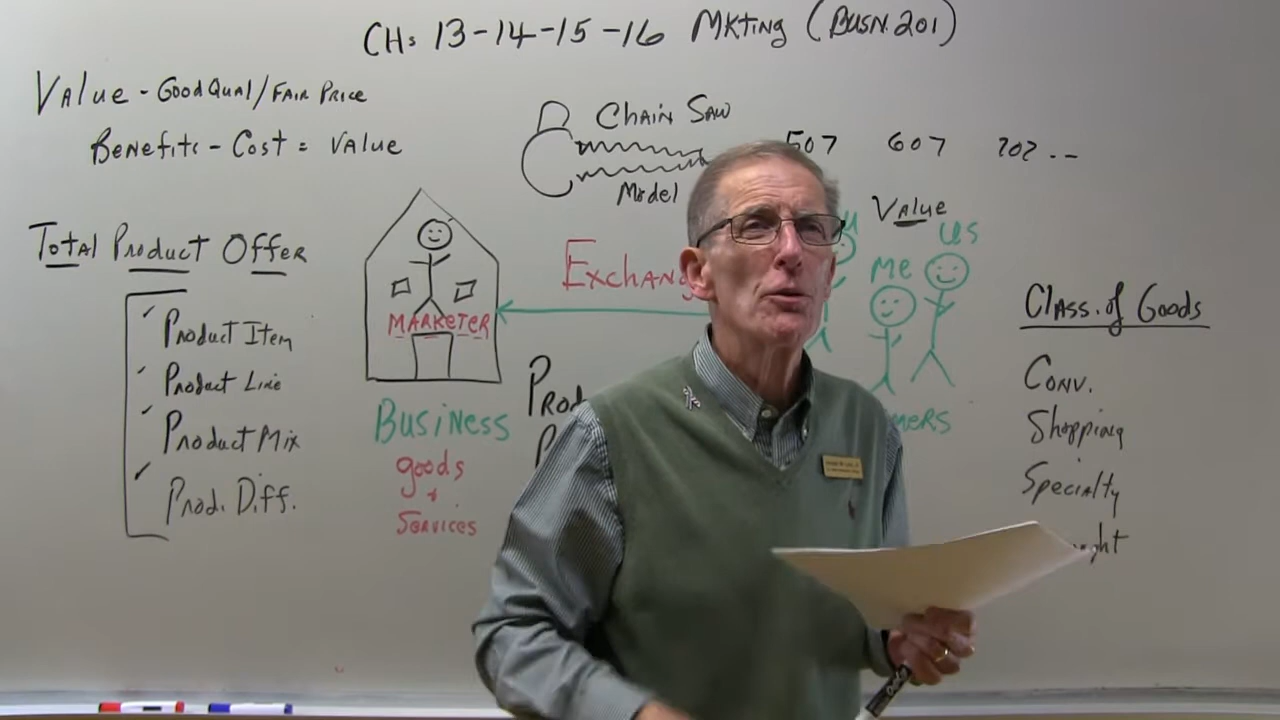 CH: 13-14-15-16 MKting (BUSN.201)
Value - Good Qual/Fair Price
Benefits - Cost = Value
Chain Saw
Model
507 607 202 --
Value
us
Me
Total Product Offer
Product Item
Product Line
Product Mix
Prod. Diff.
MARKETER
Business
goods
+
Services
Class. of Goods
Conv.
Shopping
Specialty